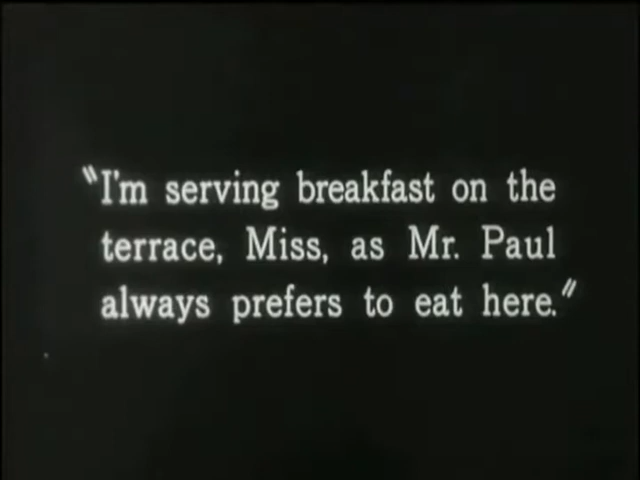 "I'm serving breakfast on the
terrace, Miss, as Mr. Paul
always prefers to eat here."